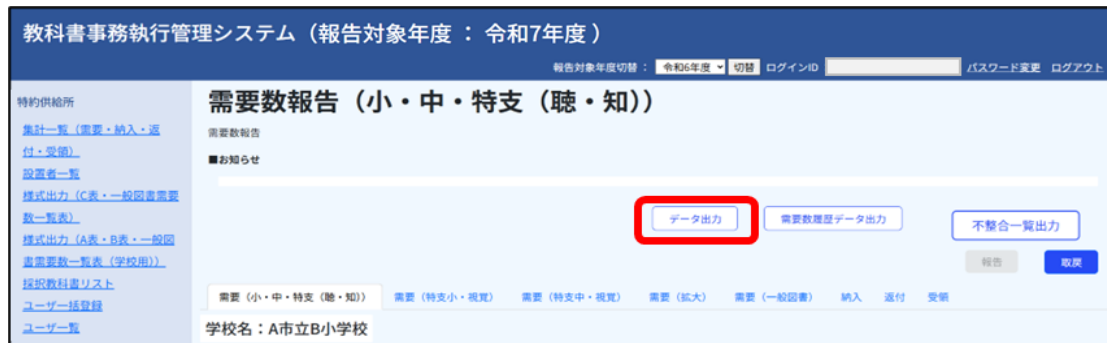 教科書事務執行管理システム（報告対象年度 ： 令和7年度 ）
報告対象年度切替 ： 令和6年度 切替 ログインID パスワード変更 ログアウト
特約供給所
集計一覧（需要・納入・返
付・受領）
設置者一覧
様式出力（C表・一般図書需要
数一覧表）
様式出力（A表・B表・一般図
書需要数一覧表（学校用））
採択教科書リスト
ユーザ一括登録
ユーザ一覧
需要数報告（小・中・特支（聴・知））
需要数報告
■お知らせ
データ出力 需要数履歴データ出力 不整合一覧出力
報告 取戻
需要（小・中・特支（聴・知）） 需要（特支小・視覚） 需要（特支中・視覚） 需要（拡大） 需要（一般図書） 納入 返付 受領
学校名：A市立B小学校